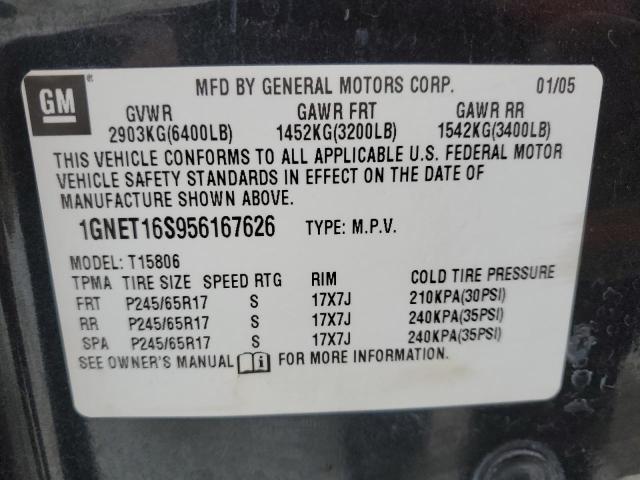 GM ® MFD BY GENERAL MOTORS CORP. 01/05
GVWR GAWR FRT GAWR RR
2903KG(6400LB) 1452KG(3200LB) 1542KG(3400LB)
THIS VEHICLE CONFORMS TO ALL APPLICABLE U.S. FEDERAL MOTOR
VEHICLE SAFETY STANDARDS IN EFFECT ON THE DATE OF
MANUFACTURE SHOWN ABOVE.
1GNET16S956167626 TYPE: M.P.V.
MODEL: T15806
TPMA TIRE SIZE SPEED RTG RIM COLD TIRE PRESSURE
FRT P245/65R17 S 17X7J 210KPA(30PSI)
RR P245/65R17 S 17X7J 240KPA(35PSI)
SPA P245/65R17 S 17X7J 240KPA(35PSI)
SEE OWNER'S MANUAL FOR MORE INFORMATION.